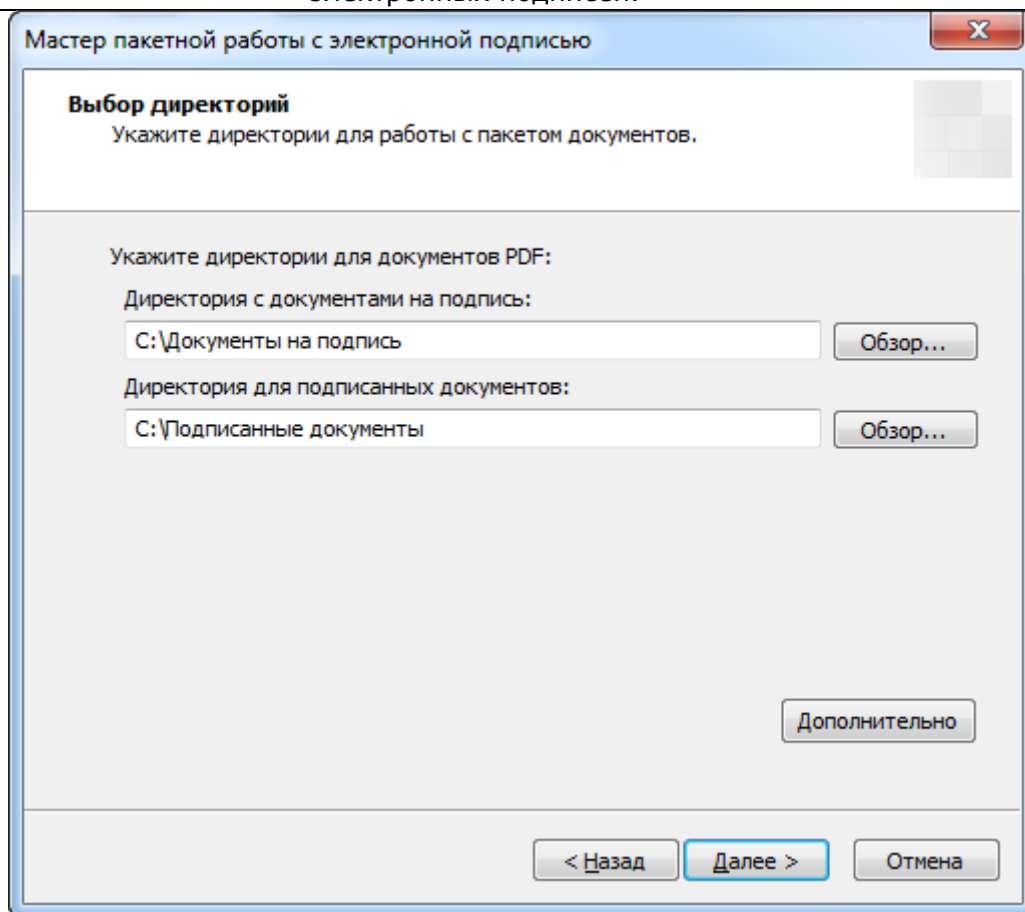 Мастер пакетной работы с электронной подписью
Выбор директорий
Укажите директории для работы с пакетом документов.
Укажите директории для документов PDF:
Директория с документами на подпись:
C:\Документы на подпись
Обзор...
Директория для подписанных документов:
C:\Подписанные документы
Обзор...
Дополнительно
< Назад
Далее >
Отмена